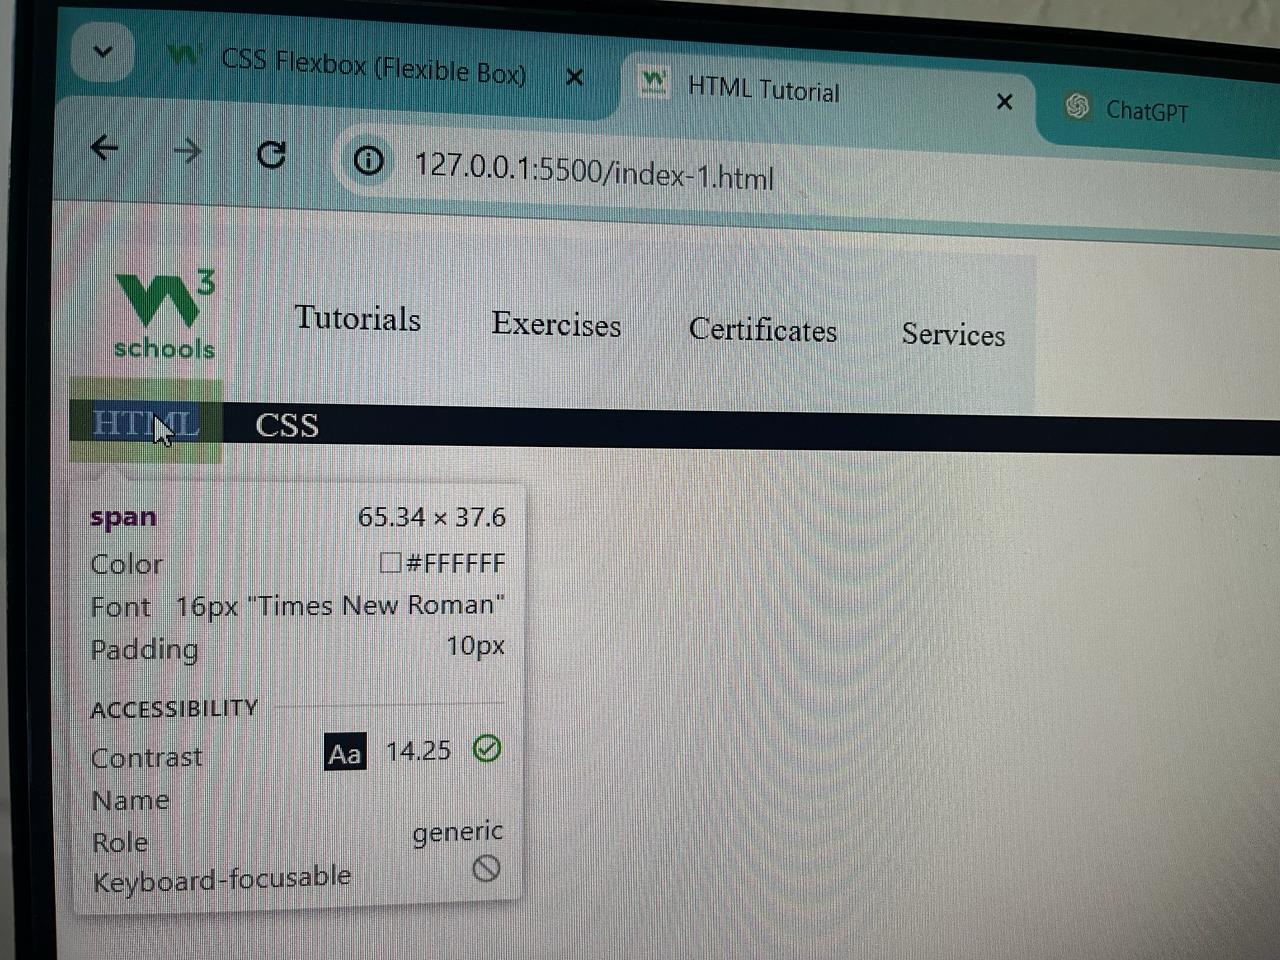 CSS Flexbox (Flexible Box)
HTML Tutorial
ChatGPT
127.0.0.1:5500/index-1.html
W3
schools
Tutorials
Exercises
Certificates
Services
HTML
CSS
span 65.34 × 37.6
Color #FFFFFF
Font 16px "Times New Roman"
Padding 10px
ACCESSIBILITY
Contrast Aa 14.25
Name
Role generic
Keyboard-focusable